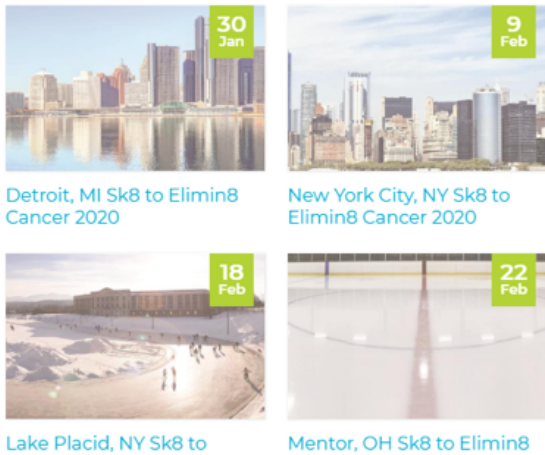 30
Jan
9
Feb
Detroit, MI Sk8 to Elimin8
Cancer 2020
New York City, NY Sk8 to
Elimin8 Cancer 2020
18
Feb
22
Feb
Lake Placid, NY Sk8 to
Mentor, OH Sk8 to Elimin8